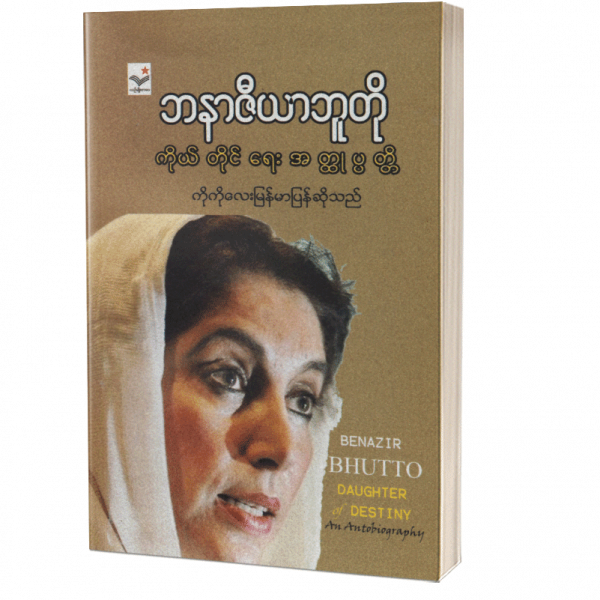 ဘနာဇီယာဘူတို
ကိုယ် တိုင် ရေး အ တ္ထု ပ္ပ တ္တိ
ကိုကိုလေးမြန်မာပြန်ဆိုသည်
BENAZIR
BHUTTO
DAUGHTER
of DESTINY
An Autobiography